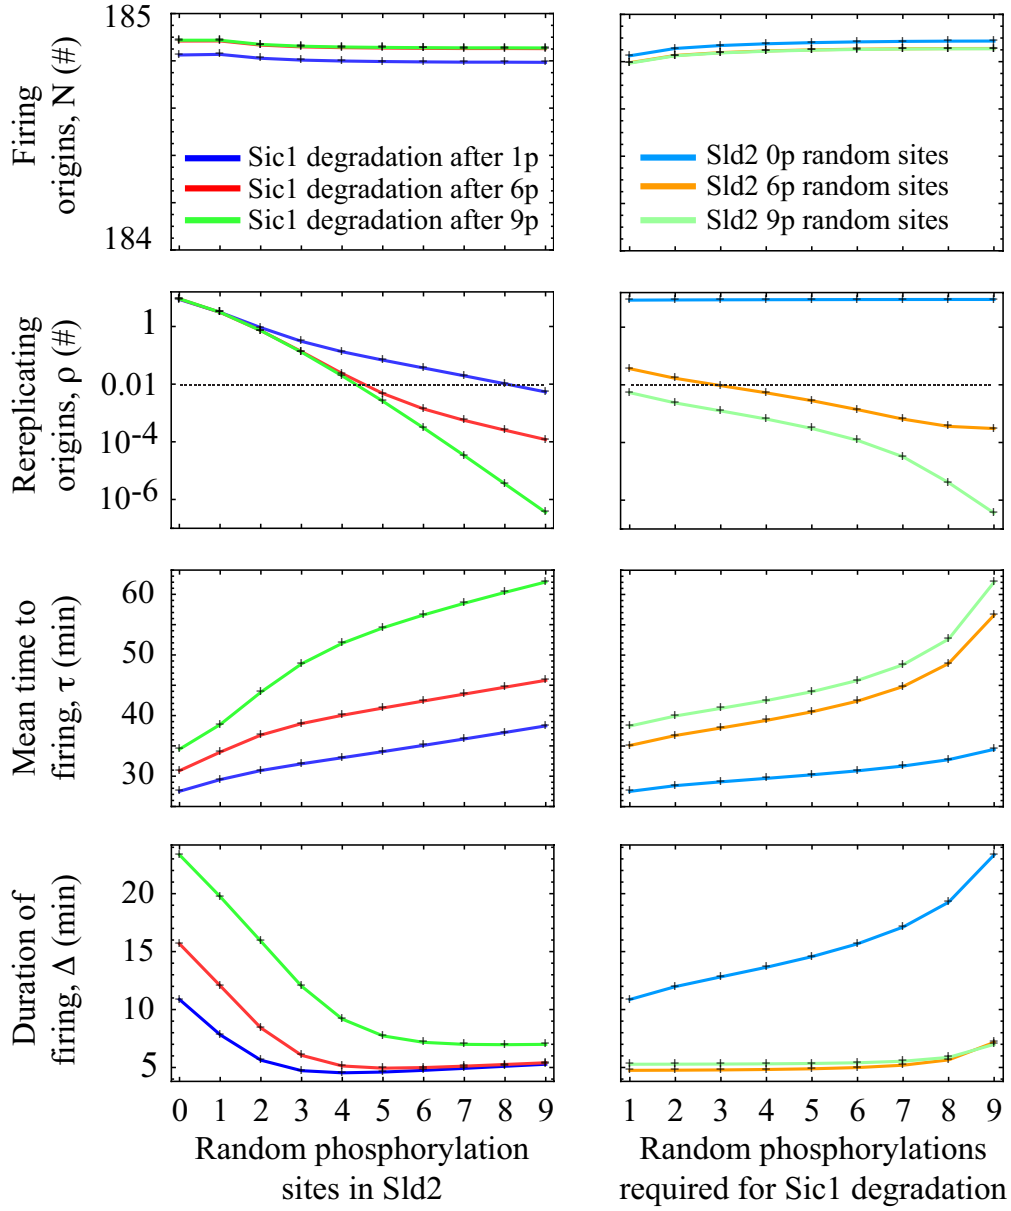 Firing
origins, N (#)
185
184
Sic1 degradation after 1p
Sic1 degradation after 6p
Sic1 degradation after 9p
Sld2 0p random sites
Sld2 6p random sites
Sld2 9p random sites
Rereplicating
origins, ρ (#)
1
0.01
10⁻⁴
10⁻⁶
Mean time to
firing, τ (min)
60
50
40
30
Duration of
firing, Δ (min)
20
15
10
5
0 1 2 3 4 5 6 7 8 9
Random phosphorylation
sites in Sld2
1 2 3 4 5 6 7 8 9
Random phosphorylations
required for Sic1 degradation